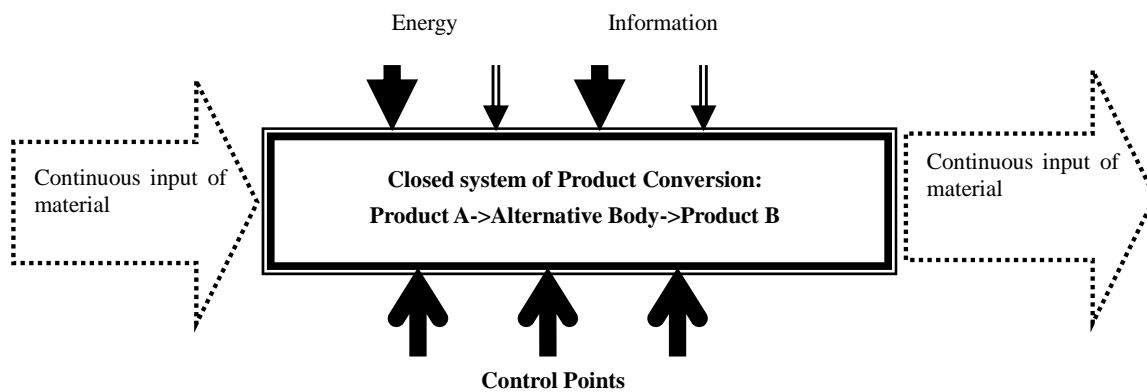 Energy
Information
Continuous input of
material
Closed system of Product Conversion:
Product A->Alternative Body->Product B
Continuous input of
material
Control Points